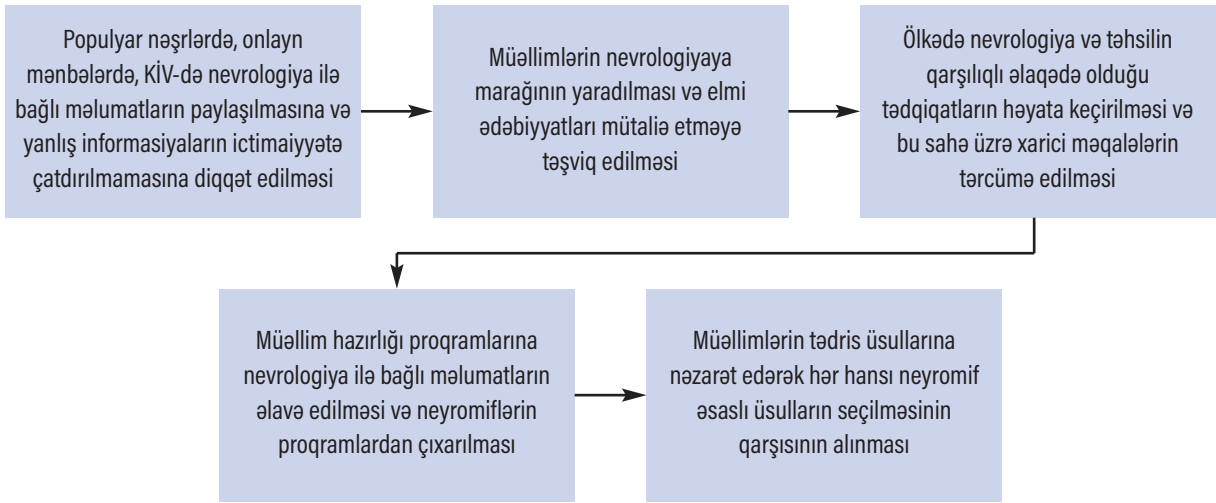 Populyar nəşrlərdə, onlayn
mənbələrdə, KİV-də nevrologiya ilə
bağlı məlumatların paylaşılmasına və
yanlış informasiyaların ictimaiyyətə
çatdırılmamasına diqqət edilməsi
Müəllimlərin nevrologiyaya
marağının yaradılması və elmi
ədəbiyyatları mütaliə etməyə
təşviq edilməsi
Ölkədə nevrologiya və təhsilin
qarşılıqlı əlaqədə olduğu
tədqiqatların həyata keçirilməsi və
bu sahə üzrə xarici məqalələrin
tərcümə edilməsi
Müəllim hazırlığı proqramlarına
nevrologiya ilə bağlı məlumatların
əlavə edilməsi və neyromiflərin
proqramlardan çıxarılması
Müəllimlərin tədris üsullarına
nəzarət edərək hər hansı neyromif
əsaslı üsulların seçilməsinin
qarşısının alınması